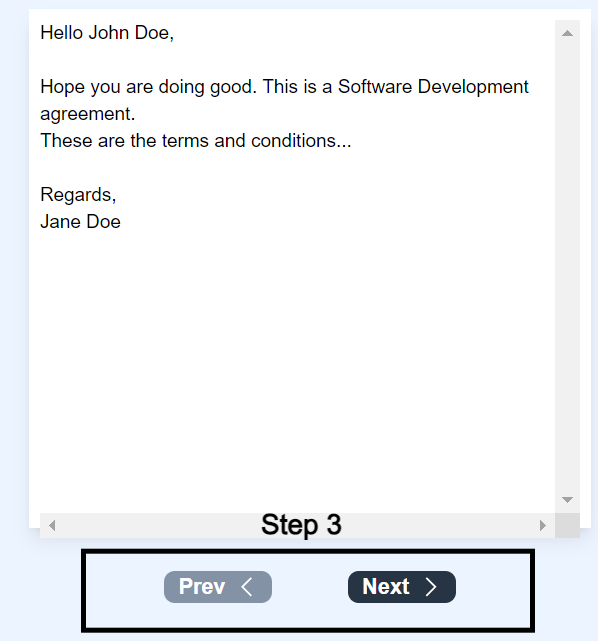 Hello John Doe,
Hope you are doing good. This is a Software Development
agreement.
These are the terms and conditions...
Regards,
Jane Doe
Step 3
Prev
Next